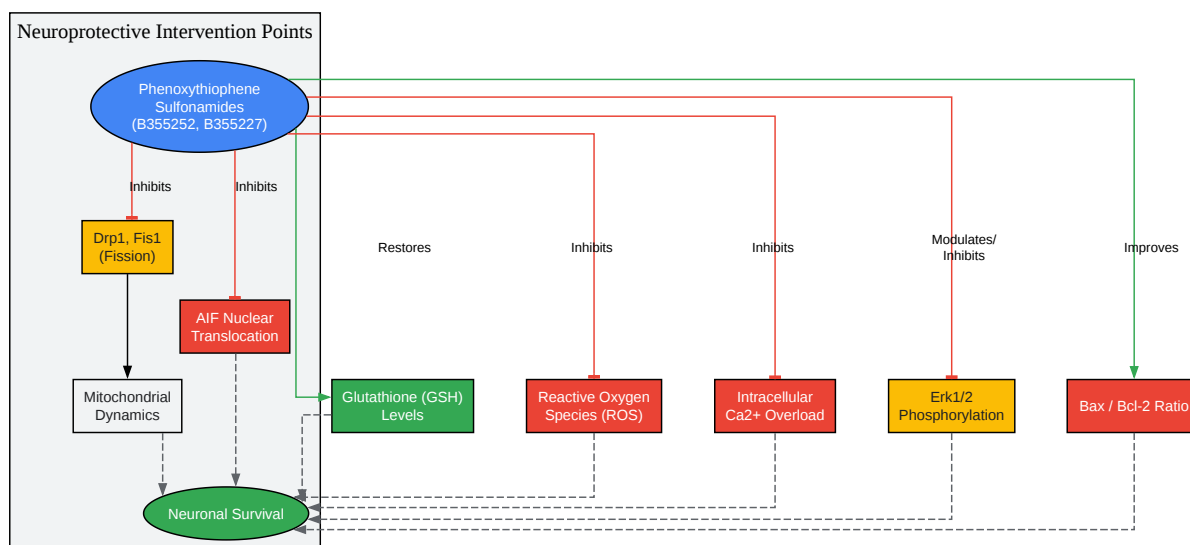 Neuroprotective Intervention Points
Phenoxythiophene
Sulfonamides
(B355252, B355227)
Inhibits
Inhibits
Drp1, Fis1
(Fission)
Restores
Inhibits
Inhibits
Modulates/
Inhibits
Improves
AIF Nuclear
Translocation
Mitochondrial
Dynamics
Glutathione (GSH)
Levels
Reactive Oxygen
Species (ROS)
Intracellular
Ca2+ Overload
Erk1/2
Phosphorylation
Bax / Bcl-2 Ratio
Neuronal Survival